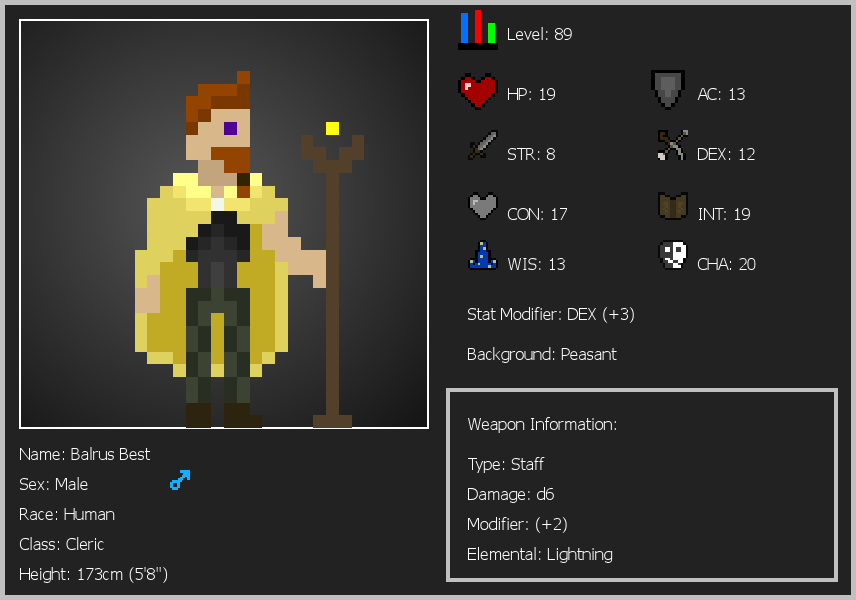 Level: 89
HP: 19
AC: 13
STR: 8
DEX: 12
CON: 17
INT: 19
WIS: 13
CHA: 20
Stat Modifier: DEX (+3)
Background: Peasant
Weapon Information:
Type: Staff
Damage: d6
Modifier: (+2)
Elemental: Lightning
Name: Balrus Best
Sex: Male
Race: Human
Class: Cleric
Height: 173cm (5'8")